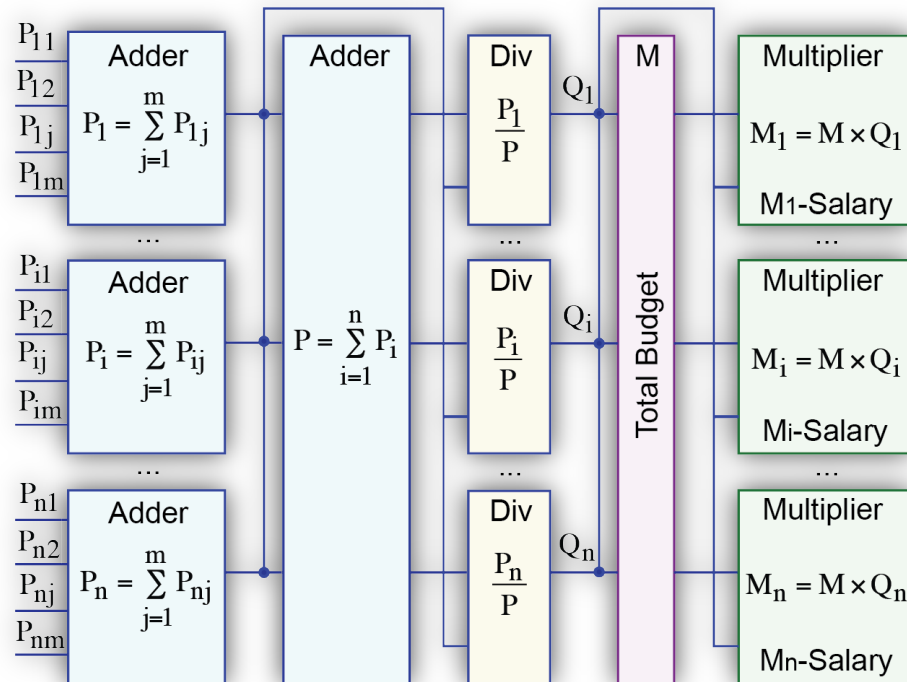 P₁₁
P₁₂
P₁ⱼ
P₁ₘ
Adder
P₁ = ∑ P₁ⱼ
m
j=1
...
Pᵢ₁
Pᵢ₂
Pᵢⱼ
Pᵢₘ
Adder
Pᵢ = ∑ Pᵢⱼ
m
j=1
...
Pₙ₁
Pₙ₂
Pₙⱼ
Pₙₘ
Adder
Pₙ = ∑ Pₙⱼ
m
j=1
Adder
P = ∑ Pᵢ
n
i=1
Div
P₁
P
...
Div
Pᵢ
P
...
Div
Pₙ
P
Q₁
Qᵢ
Qₙ
M
Total Budget
Multiplier
M₁ = M × Q₁
M₁-Salary
...
Multiplier
Mᵢ = M × Qᵢ
Mi-Salary
...
Multiplier
Mₙ = M × Qₙ
Mn-Salary